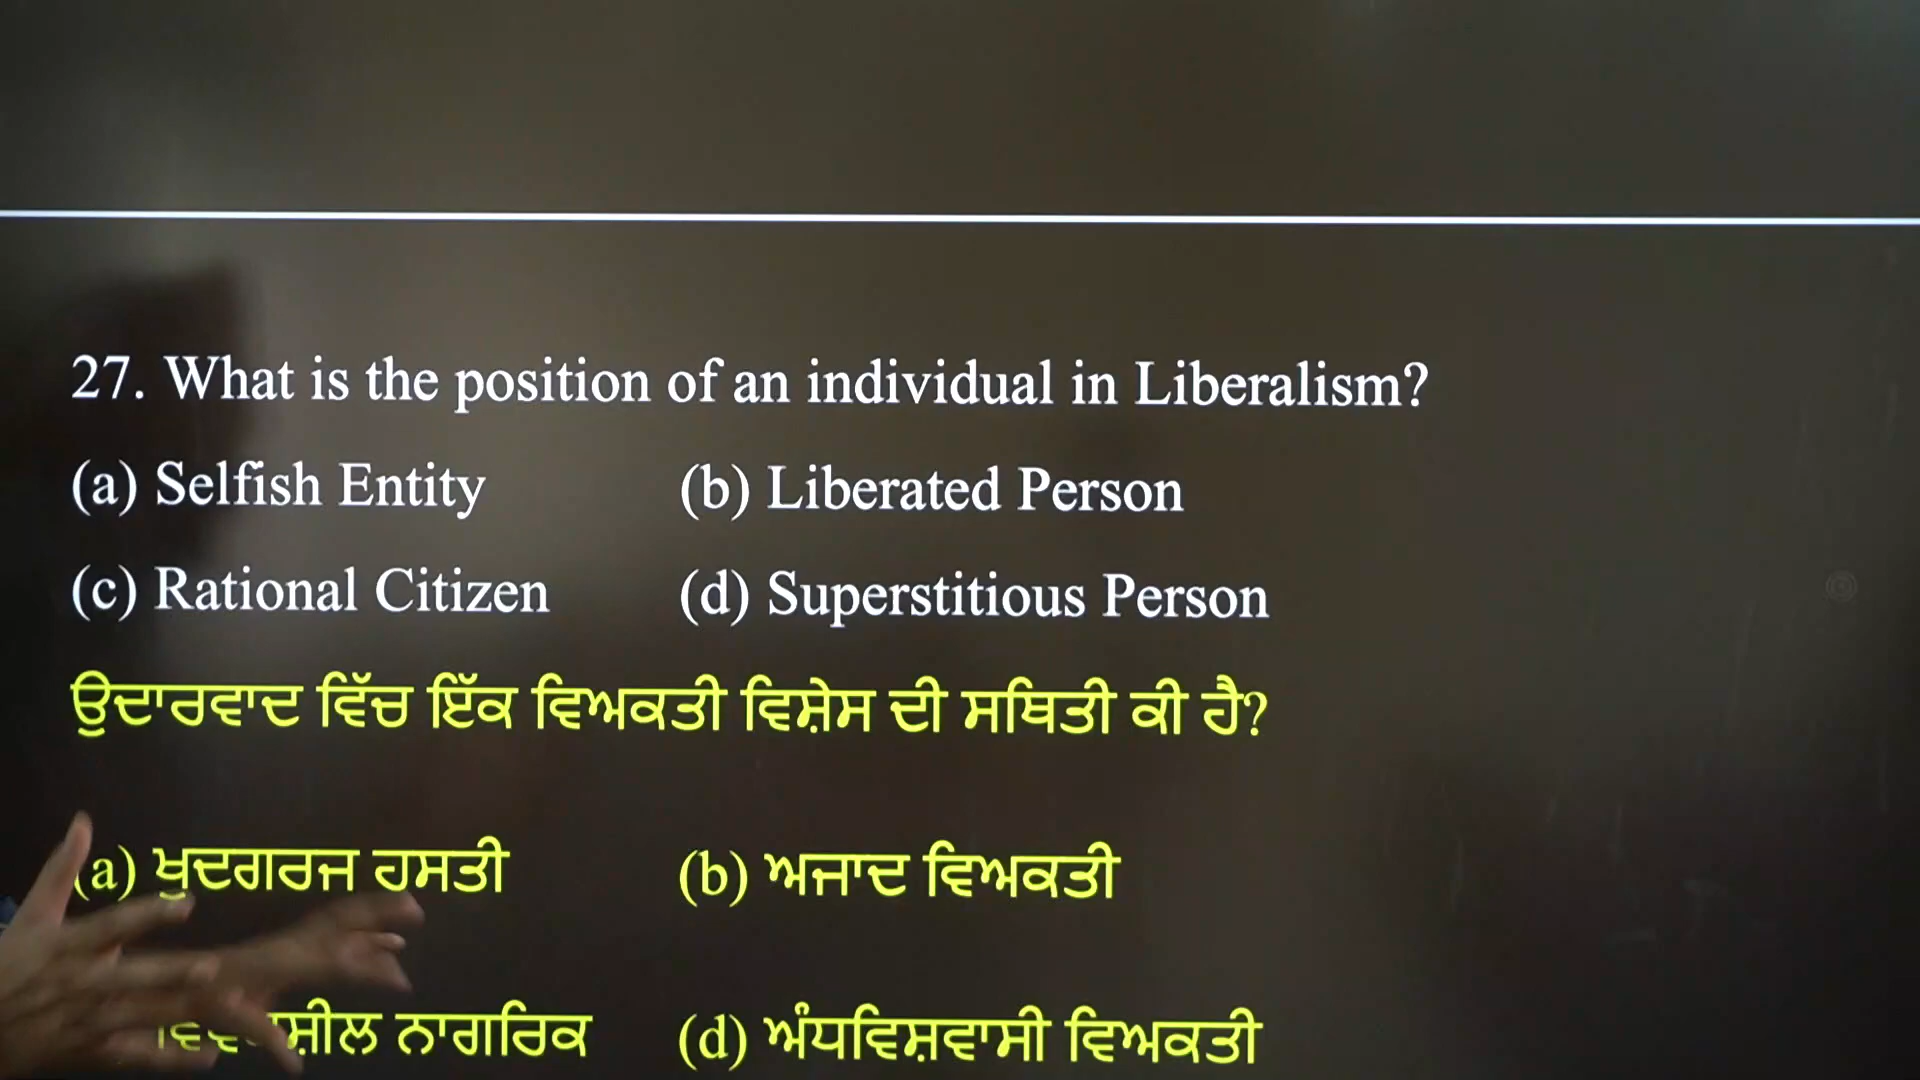 27. What is the position of an individual in Liberalism?
(a) Selfish Entity (b) Liberated Person
(c) Rational Citizen (d) Superstitious Person
ਉਦਾਰਵਾਦ ਵਿੱਚ ਇੱਕ ਵਿਅਕਤੀ ਵਿਸ਼ੇਸ ਦੀ ਸਥਿਤੀ ਕੀ ਹੈ?
(a) ਖੁਦਗਰਜ ਹਸਤੀ (b) ਅਜਾਦ ਵਿਅਕਤੀ
ਨਾਗਰਿਕ (d) ਅੰਧਵਿਸ਼ਵਾਸੀ ਵਿਅਕਤੀ